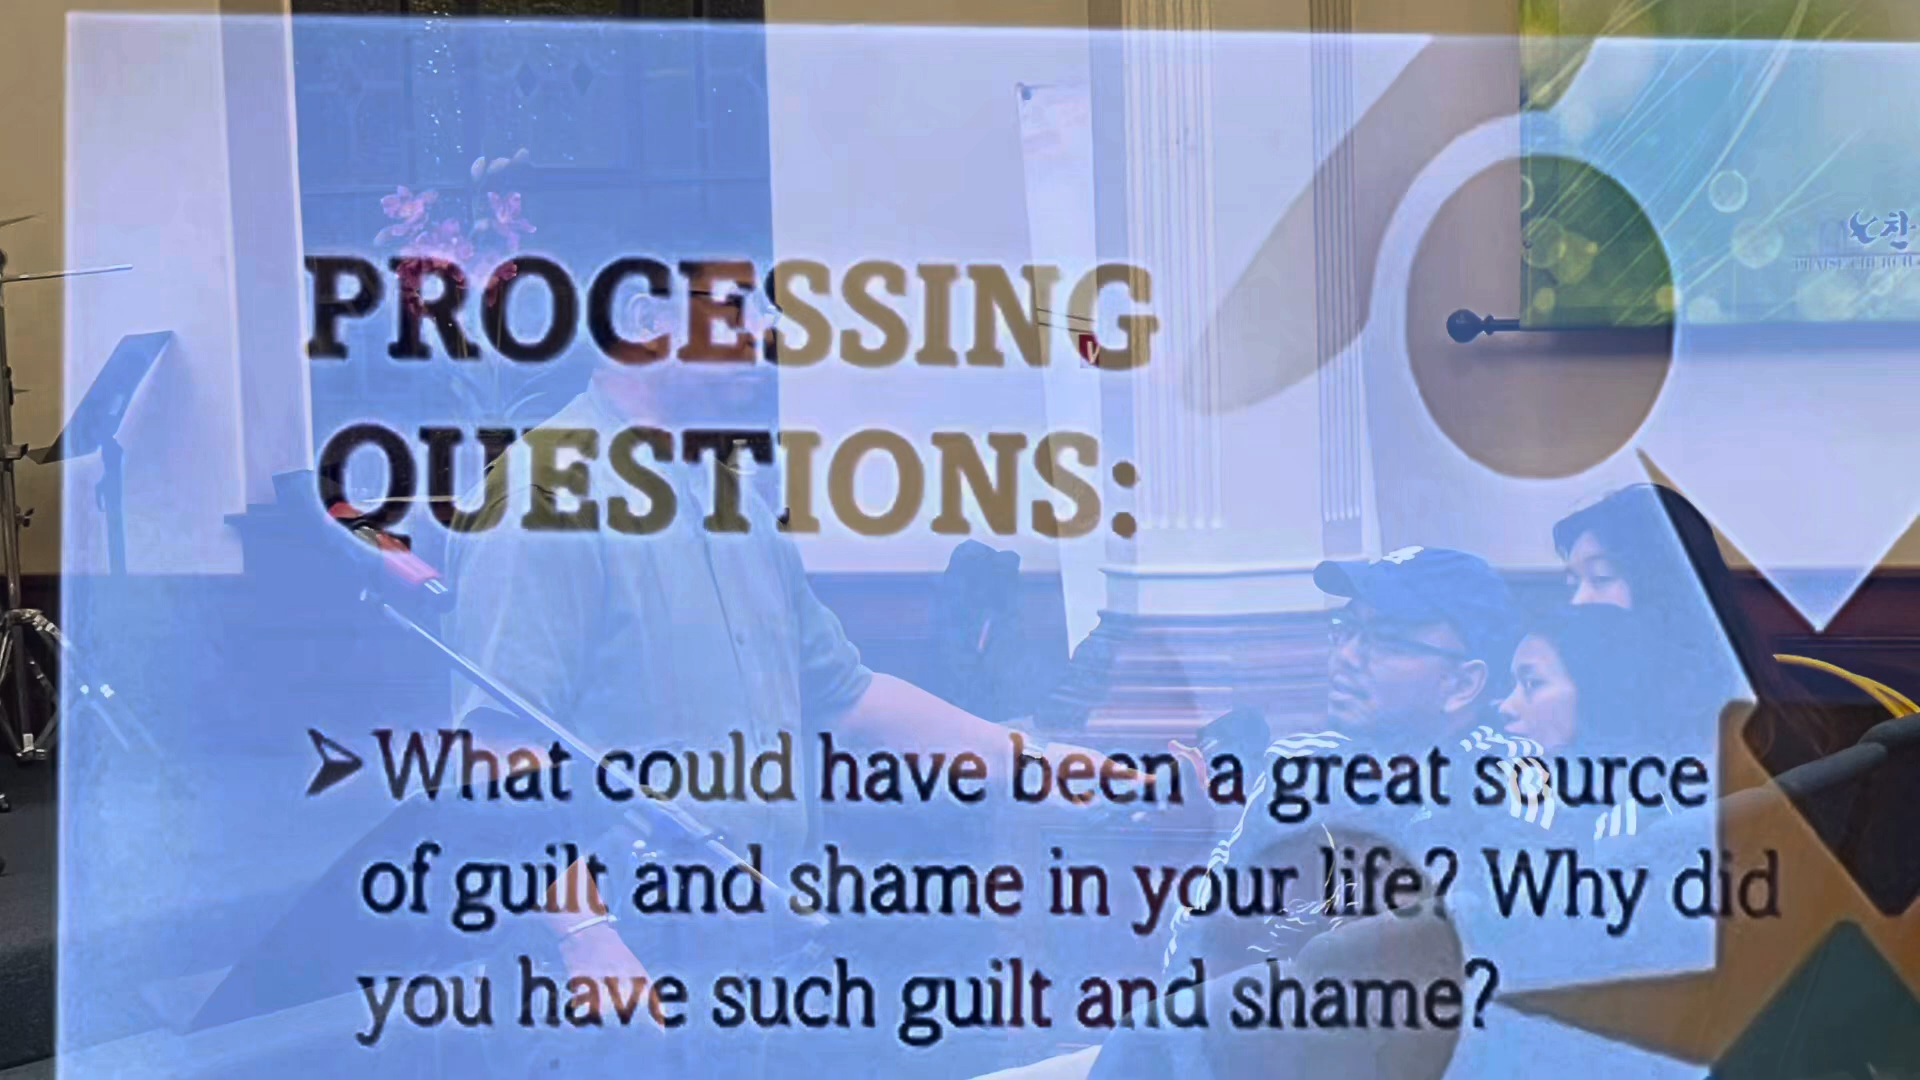 PROCESSING
QUESTIONS:
➢What could have been a great source
of guilt and shame in your life? Why did
you have such guilt and shame?
찬